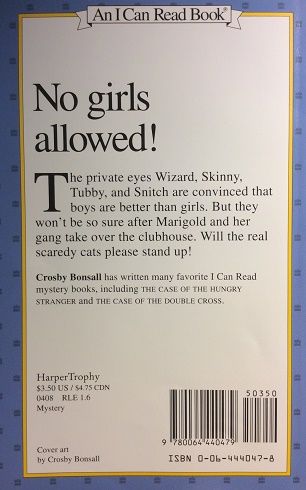 An I Can Read Book®
No girls
allowed!
The private eyes Wizard, Skinny,
Tubby, and Snitch are convinced that
boys are better than girls. But they
won't be so sure after Marigold and her
gang take over the clubhouse. Will the real
scaredy cats please stand up!
Crosby Bonsall has written many favorite I Can Read
mystery books, including THE CASE OF THE HUNGRY
STRANGER and THE CASE OF THE DOUBLE CROSS.
HarperTrophy
$3.50 US / $4.75 CDN
0408 RLE 1.6
Mystery
Cover art
by Crosby Bonsall
50350
9 780064 440479
ISBN 0-06-444047-8